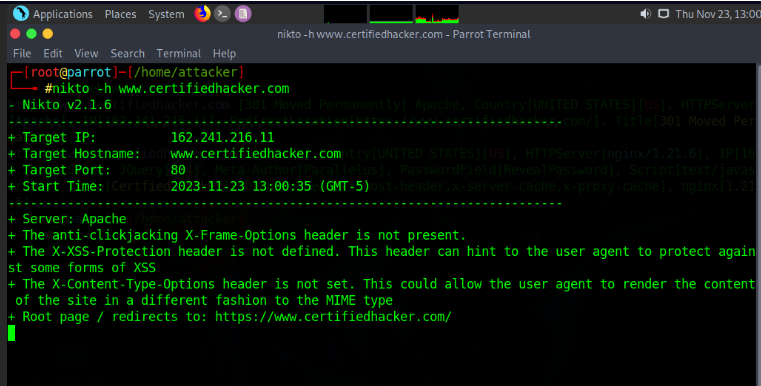 Applications Places System Thu Nov 23, 13:00
nikto -h www.certifiedhacker.com - Parrot Terminal
File Edit View Search Terminal Help
┌─[root@parrot]─[/home/attacker]
└──╼ #nikto -h www.certifiedhacker.com
- Nikto v2.1.6
---------------------------------------------------------------------------
+ Target IP: 162.241.216.11
+ Target Hostname: www.certifiedhacker.com
+ Target Port: 80
+ Start Time: 2023-11-23 13:00:35 (GMT-5)
---------------------------------------------------------------------------
+ Server: Apache
+ The anti-clickjacking X-Frame-Options header is not present.
+ The X-XSS-Protection header is not defined. This header can hint to the user agent to protect again
st some forms of XSS
+ The X-Content-Type-Options header is not set. This could allow the user agent to render the content
of the site in a different fashion to the MIME type
+ Root page / redirects to: https://www.certifiedhacker.com/